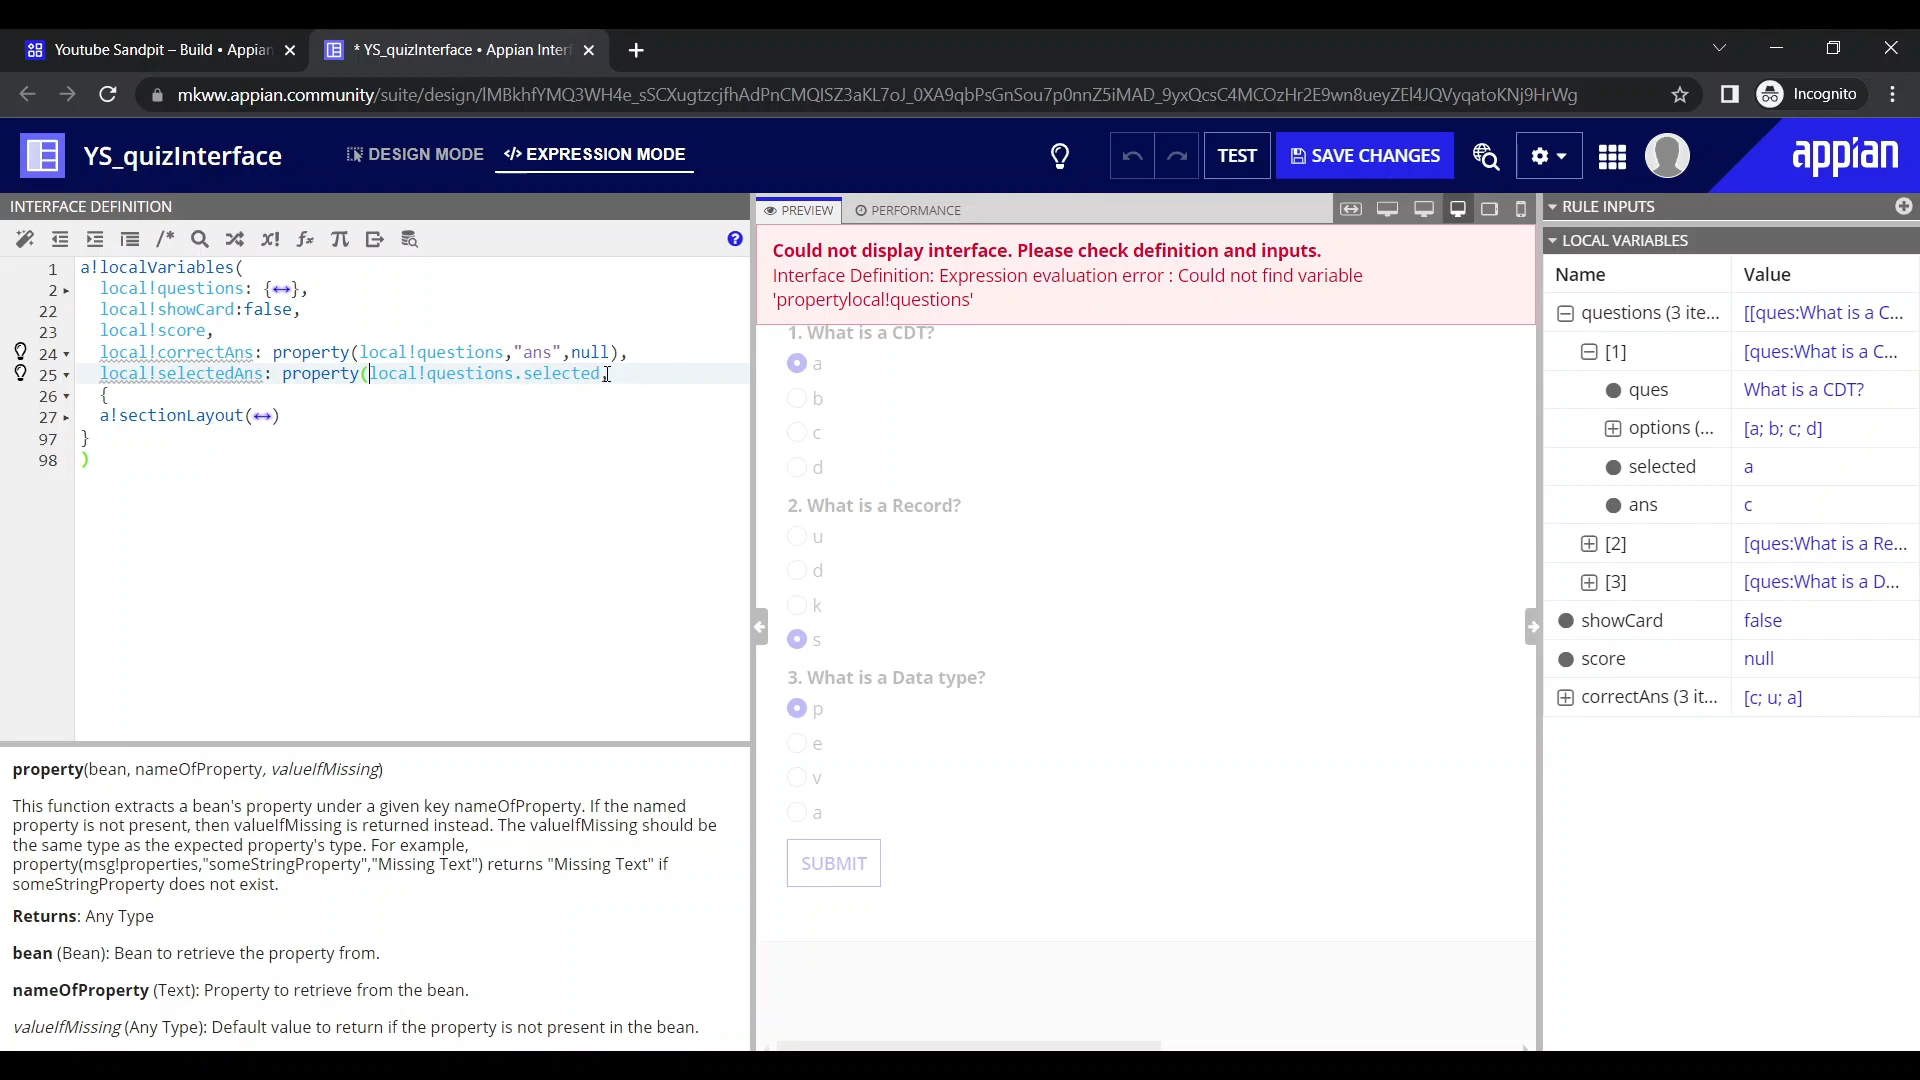 Youtube Sandpit – Build • Appian
* YS_quizInterface • Appian Interf
mkww.appian.community/suite/design/lMBkhfYMQ3WH4e_sSCXugtzcjfhAdPnCMQISZ3aKL7oJ_0XA9qbPsGnSou7p0nnZ5iMAD_9yxQcsC4MCOzHr2E9wn8ueyZEl4JQVyqatoKNj9HrWg
Incognito
YS_quizInterface
DESIGN MODE
</> EXPRESSION MODE
TEST
SAVE CHANGES
appian
INTERFACE DEFINITION
PREVIEW
PERFORMANCE
RULE INPUTS
1 a!localVariables(
2 local!questions: {},
22 local!showCard:false,
23 local!score,
24 local!correctAns: property(local!questions,"ans",null),
25 local!selectedAns: property(local!questions.selected,
26 {
27 a!sectionLayout()
97 }
98 )
property(bean, nameOfProperty, valueIfMissing)
This function extracts a bean's property under a given key nameOfProperty. If the named
property is not present, then valueIfMissing is returned instead. The valueIfMissing should be
the same type as the expected property's type. For example,
property(msg!properties,"someStringProperty","Missing Text") returns "Missing Text" if
someStringProperty does not exist.
Returns: Any Type
bean (Bean): Bean to retrieve the property from.
nameOfProperty (Text): Property to retrieve from the bean.
valueIfMissing (Any Type): Default value to return if the property is not present in the bean.
Could not display interface. Please check definition and inputs.
Interface Definition: Expression evaluation error : Could not find variable
'propertylocal!questions'
1. What is a CDT?
a
b
c
d
2. What is a Record?
u
d
k
s
3. What is a Data type?
p
e
v
a
SUBMIT
LOCAL VARIABLES
Name Value
questions (3 ite... [[ques:What is a C...
[1] [ques:What is a C...
ques What is a CDT?
options (... [a; b; c; d]
selected a
ans c
[2] [ques:What is a Re...
[3] [ques:What is a D...
showCard false
score null
correctAns (3 it... [c; u; a]